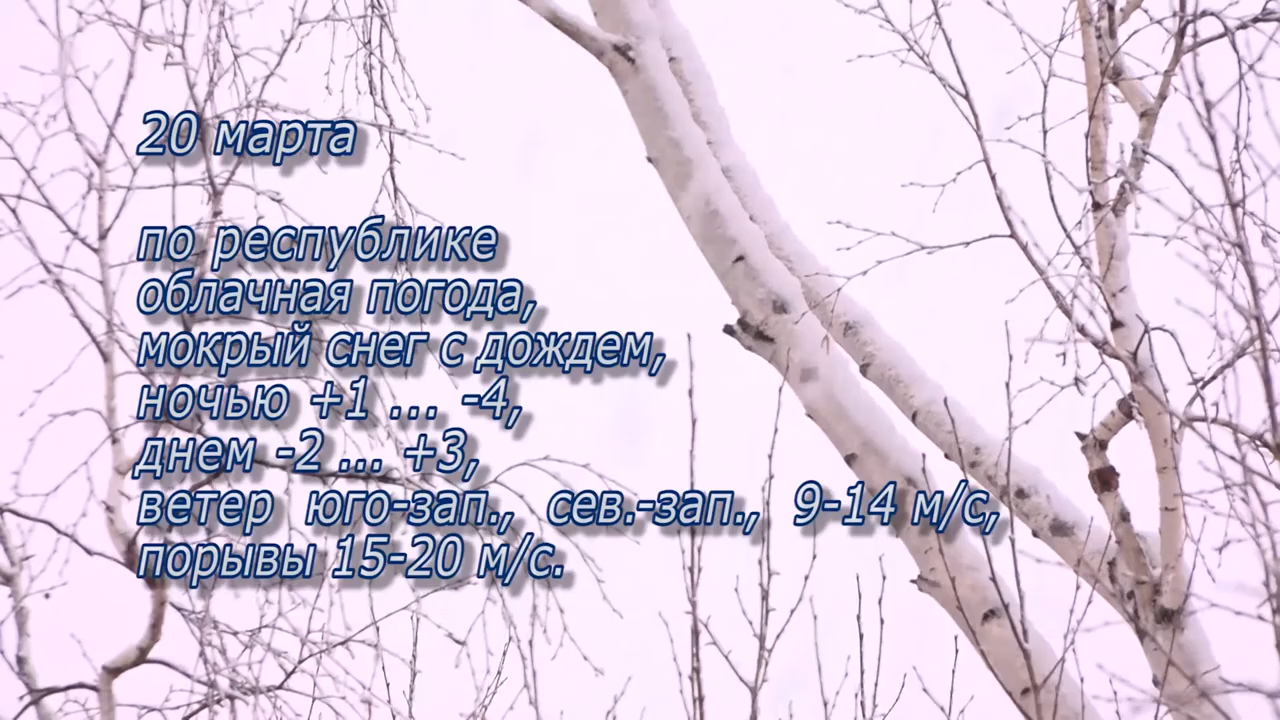 20 марта
по республике
облачная погода,
мокрый снег с дождем,
ночью +1 ... -4,
днем -2 ... +3,
ветер юго-зап., сев.-зап., 9-14 м/с,
порывы 15-20 м/с.